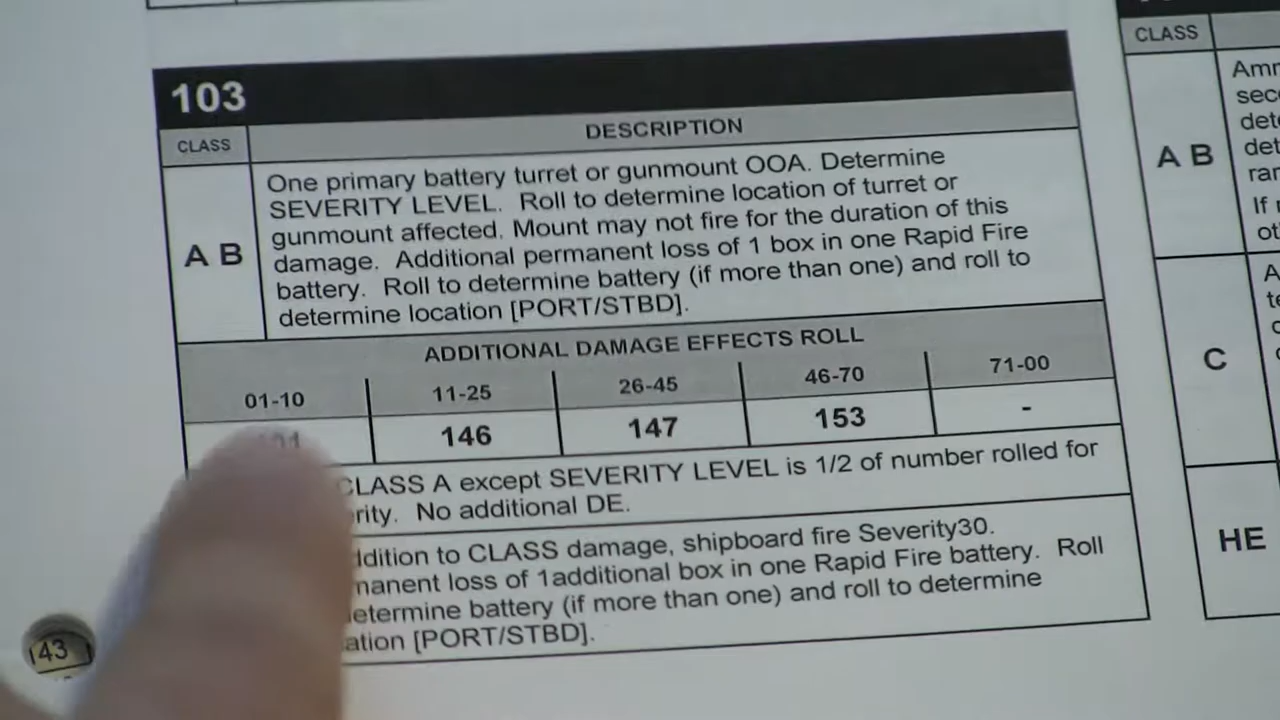 103
CLASS DESCRIPTION
A B
One primary battery turret or gunmount OOA. Determine
SEVERITY LEVEL. Roll to determine location of turret or
gunmount affected. Mount may not fire for the duration of this
damage. Additional permanent loss of 1 box in one Rapid Fire
battery. Roll to determine battery (if more than one) and roll to
determine location [PORT/STBD].
ADDITIONAL DAMAGE EFFECTS ROLL
01-10 11-25 26-45 46-70 71-00
146 147 153 -
CLASS A except SEVERITY LEVEL is 1/2 of number rolled for
No additional DE.
to CLASS damage, shipboard fire Severity30.
loss of 1additional box in one Rapid Fire battery. Roll
battery (if more than one) and roll to determine
[PORT/STBD].
43
CLASS
A B
If
C
A
HE